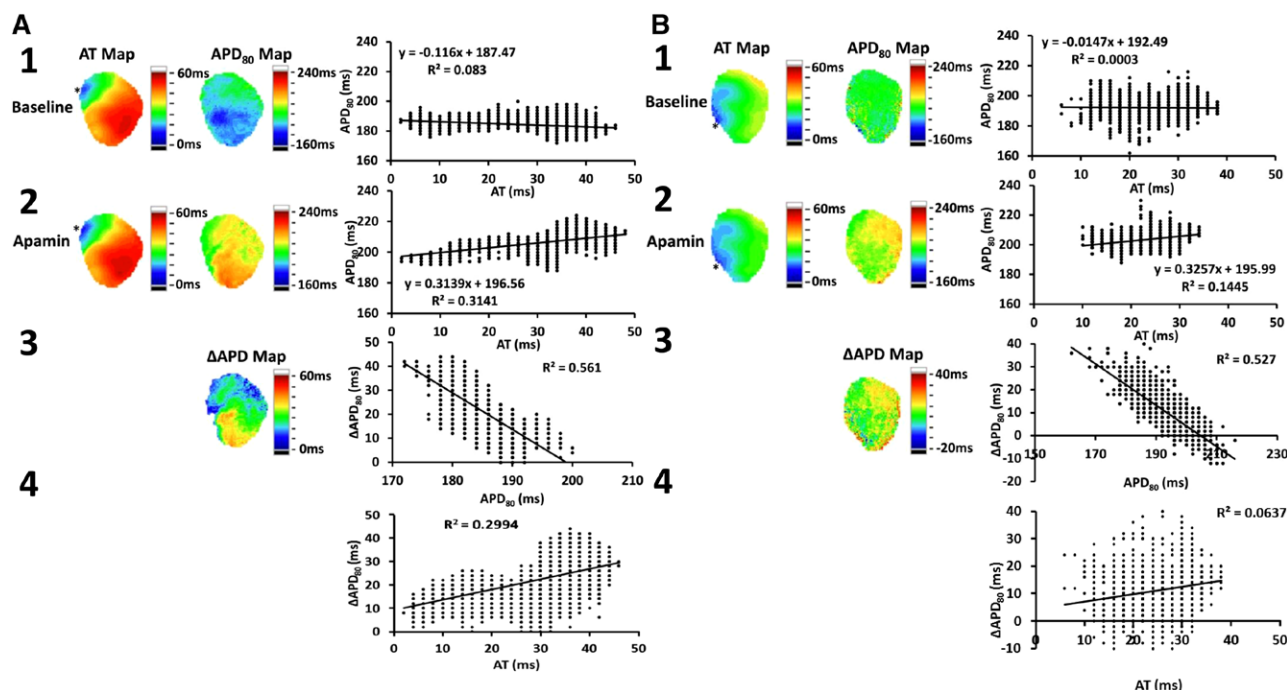 A
1
AT Map
APD80 Map
Baseline
*
60ms
0ms
240ms
160ms
y = -0.116x + 187.47
R² = 0.083
APD80 (ms)
240
220
200
180
160
0 10 20 30 40 50
AT (ms)
2
Apamin
*
60ms
0ms
240ms
160ms
APD80 (ms)
240
220
200
180
160
y = 0.3139x + 196.56
R² = 0.3141
0 10 20 30 40 50
AT (ms)
3
ΔAPD Map
60ms
0ms
ΔAPD80 (ms)
50
40
30
20
10
0
R² = 0.561
170 180 190 200 210
APD80 (ms)
4
ΔAPD80 (ms)
50
40
30
20
10
0
R² = 0.2994
0 10 20 30 40 50
AT (ms)
B
1
AT Map
APD80 Map
Baseline
*
60ms
0ms
240ms
160ms
y = -0.0147x + 192.49
R² = 0.0003
APD80 (ms)
240
220
200
180
160
0 10 20 30 40 50
AT (ms)
2
Apamin
*
60ms
0ms
240ms
160ms
APD80 (ms)
240
220
200
180
160
y = 0.3257x + 195.99
R² = 0.1445
0 10 20 30 40 50
AT (ms)
3
ΔAPD Map
40ms
-20ms
ΔAPD80 (ms)
40
30
20
10
0
-10
-20
R² = 0.527
150 170 190 210 230
APD80 (ms)
4
ΔAPD80 (ms)
40
30
20
10
0
-10
R² = 0.0637
0 10 20 30 40 50
AT (ms)